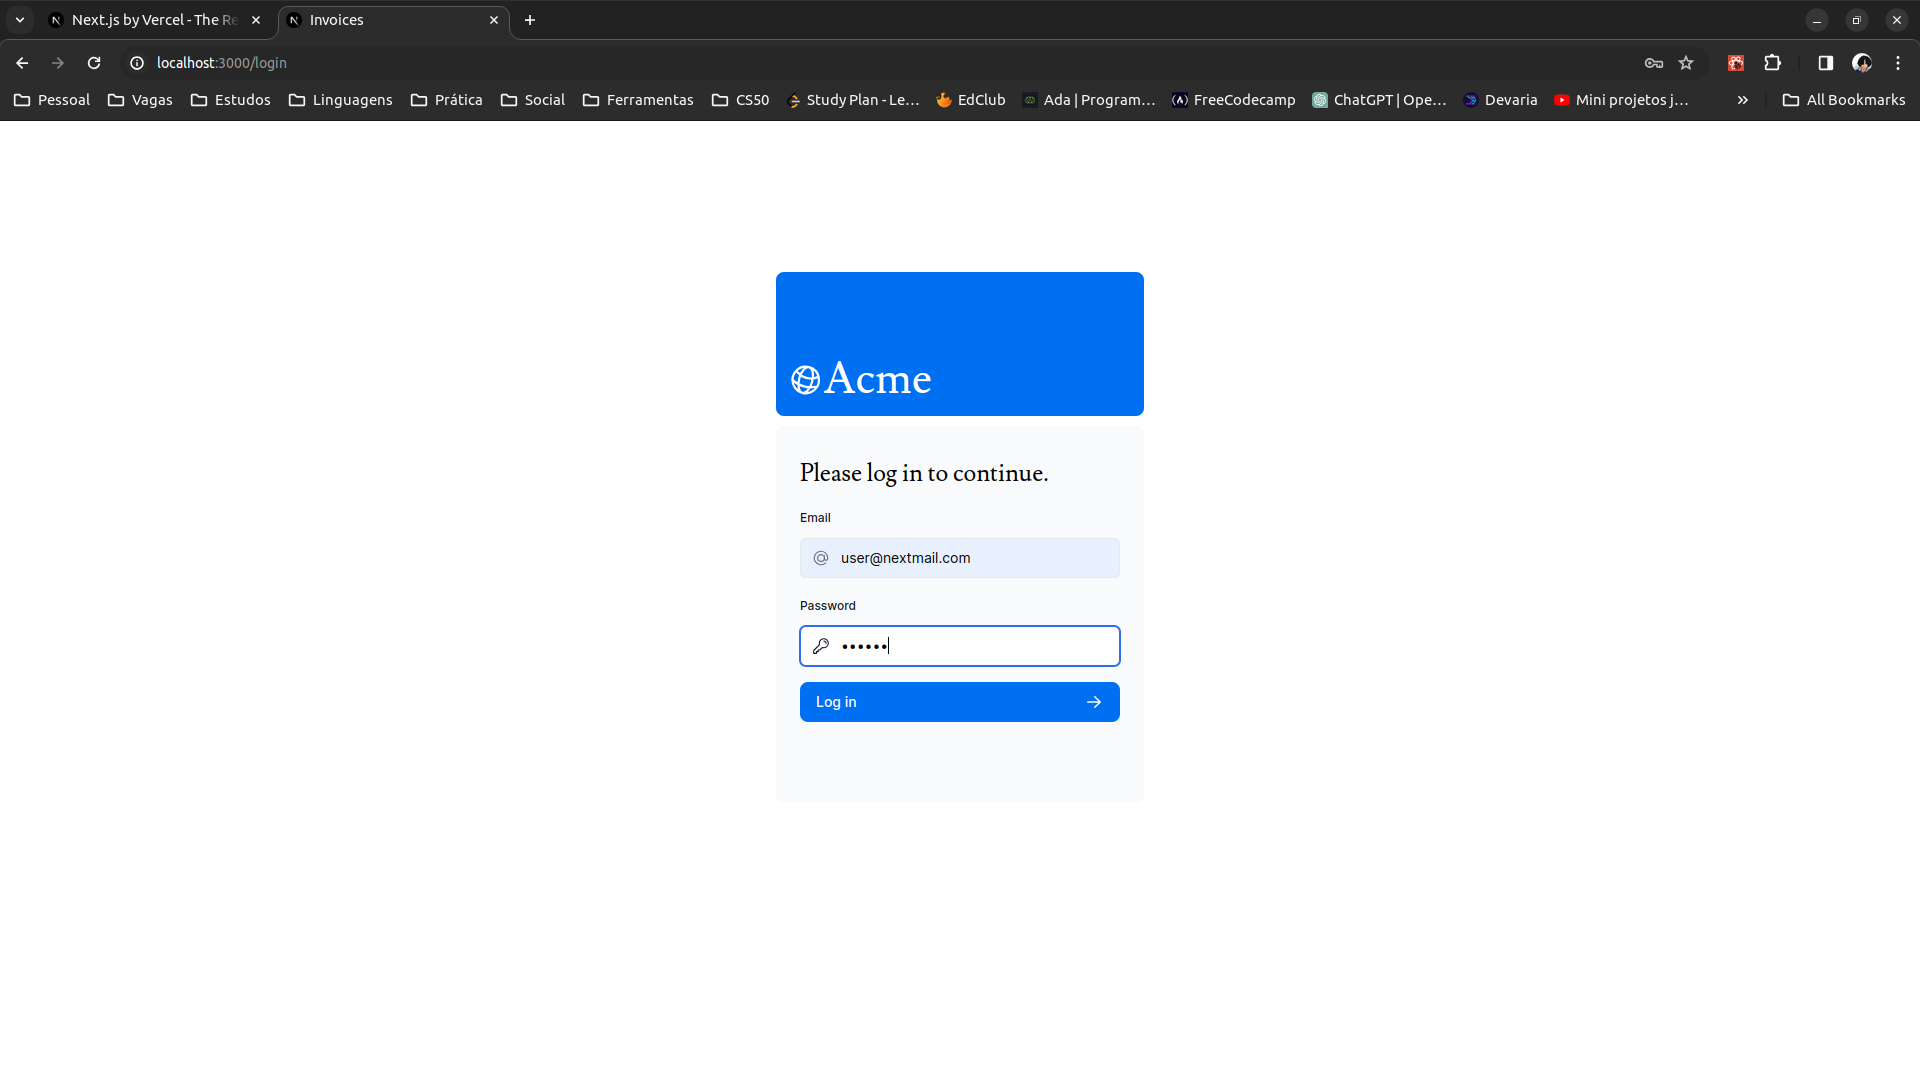 Next.js by Vercel - The Re
Invoices
localhost:3000/login
Pessoal Vagas Estudos Linguagens Prática Social Ferramentas CS50 Study Plan - Le... EdClub Ada | Program... FreeCodecamp ChatGPT | Ope... Devaria Mini projetos j... » All Bookmarks
Acme
Please log in to continue.
Email
user@nextmail.com
Password
••••••
Log in